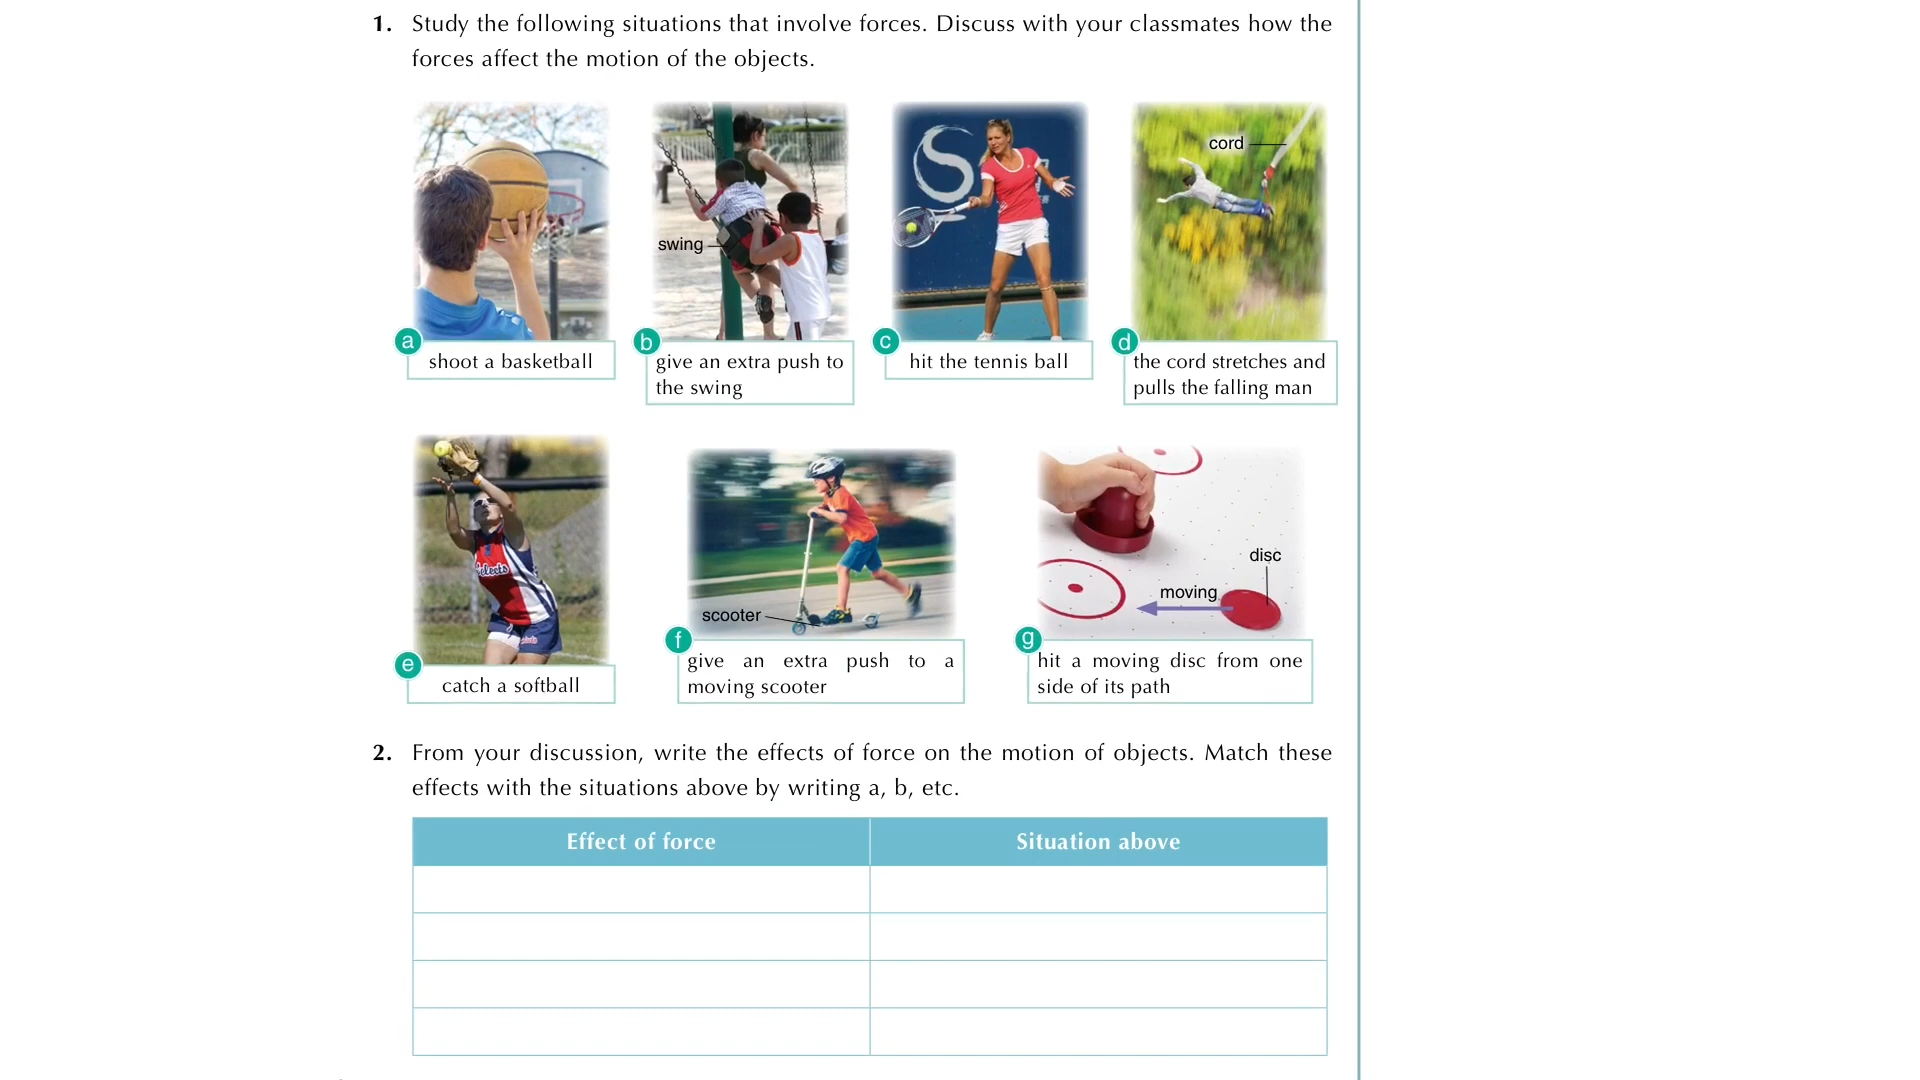 1. Study the following situations that involve forces. Discuss with your classmates how the
forces affect the motion of the objects.
cord
swing
S
a
shoot a basketball
b
give an extra push to
the swing
c
hit the tennis ball
d
the cord stretches and
pulls the falling man
Selects
scooter
disc
moving
e
catch a softball
f
give an extra push to a
moving scooter
g
hit a moving disc from one
side of its path
2. From your discussion, write the effects of force on the motion of objects. Match these
effects with the situations above by writing a, b, etc.
Effect of force Situation above